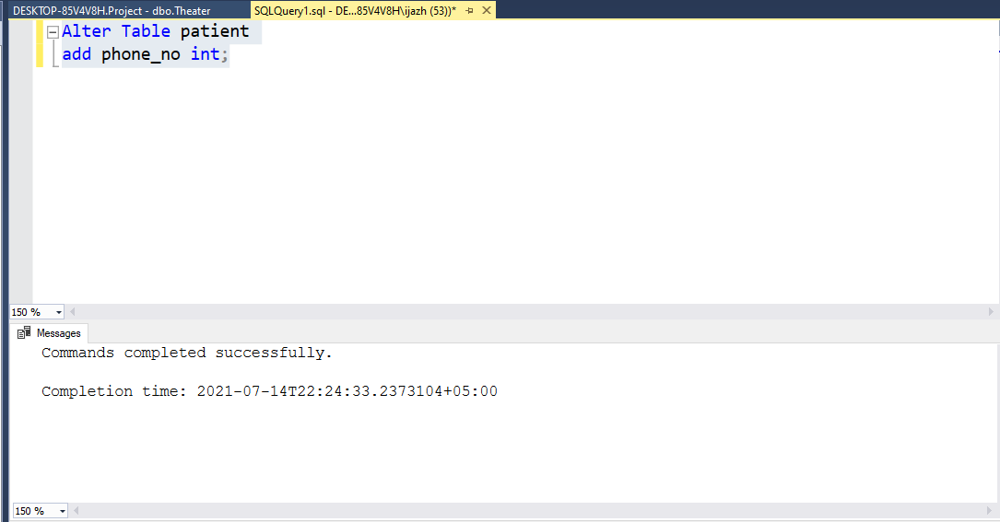 DESKTOP-85V4V8H.Project - dbo.Theater
SQLQuery1.sql - DE...85V4V8H\ijazh (53))*
Alter Table patient
add phone_no int;
150 %
Messages
Commands completed successfully.
Completion time: 2021-07-14T22:24:33.2373104+05:00
150 %